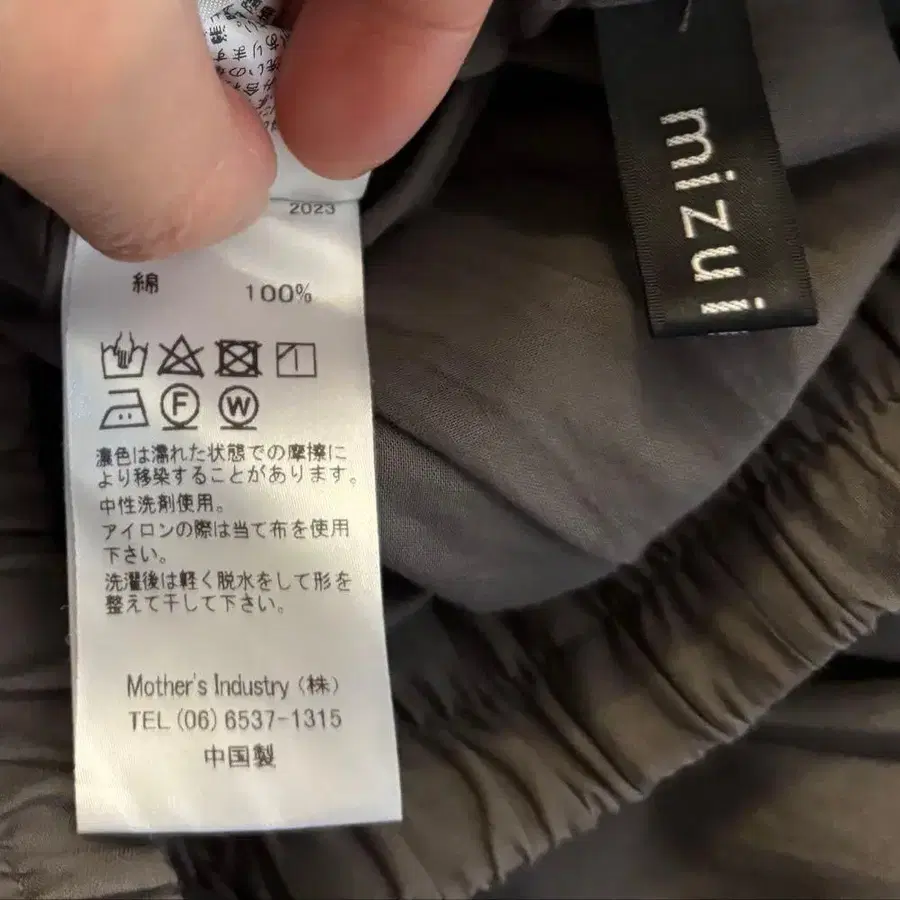 2023
綿 100%
F W
濃色は濡れた状態での摩擦に
より移染することがあります。
中性洗剤使用。
アイロンの際は当て布を使用
下さい。
洗濯後は軽く脱水をして形を
整えて干して下さい。
Mother's Industry (株)
TEL (06) 6537-1315
中国製
mizui